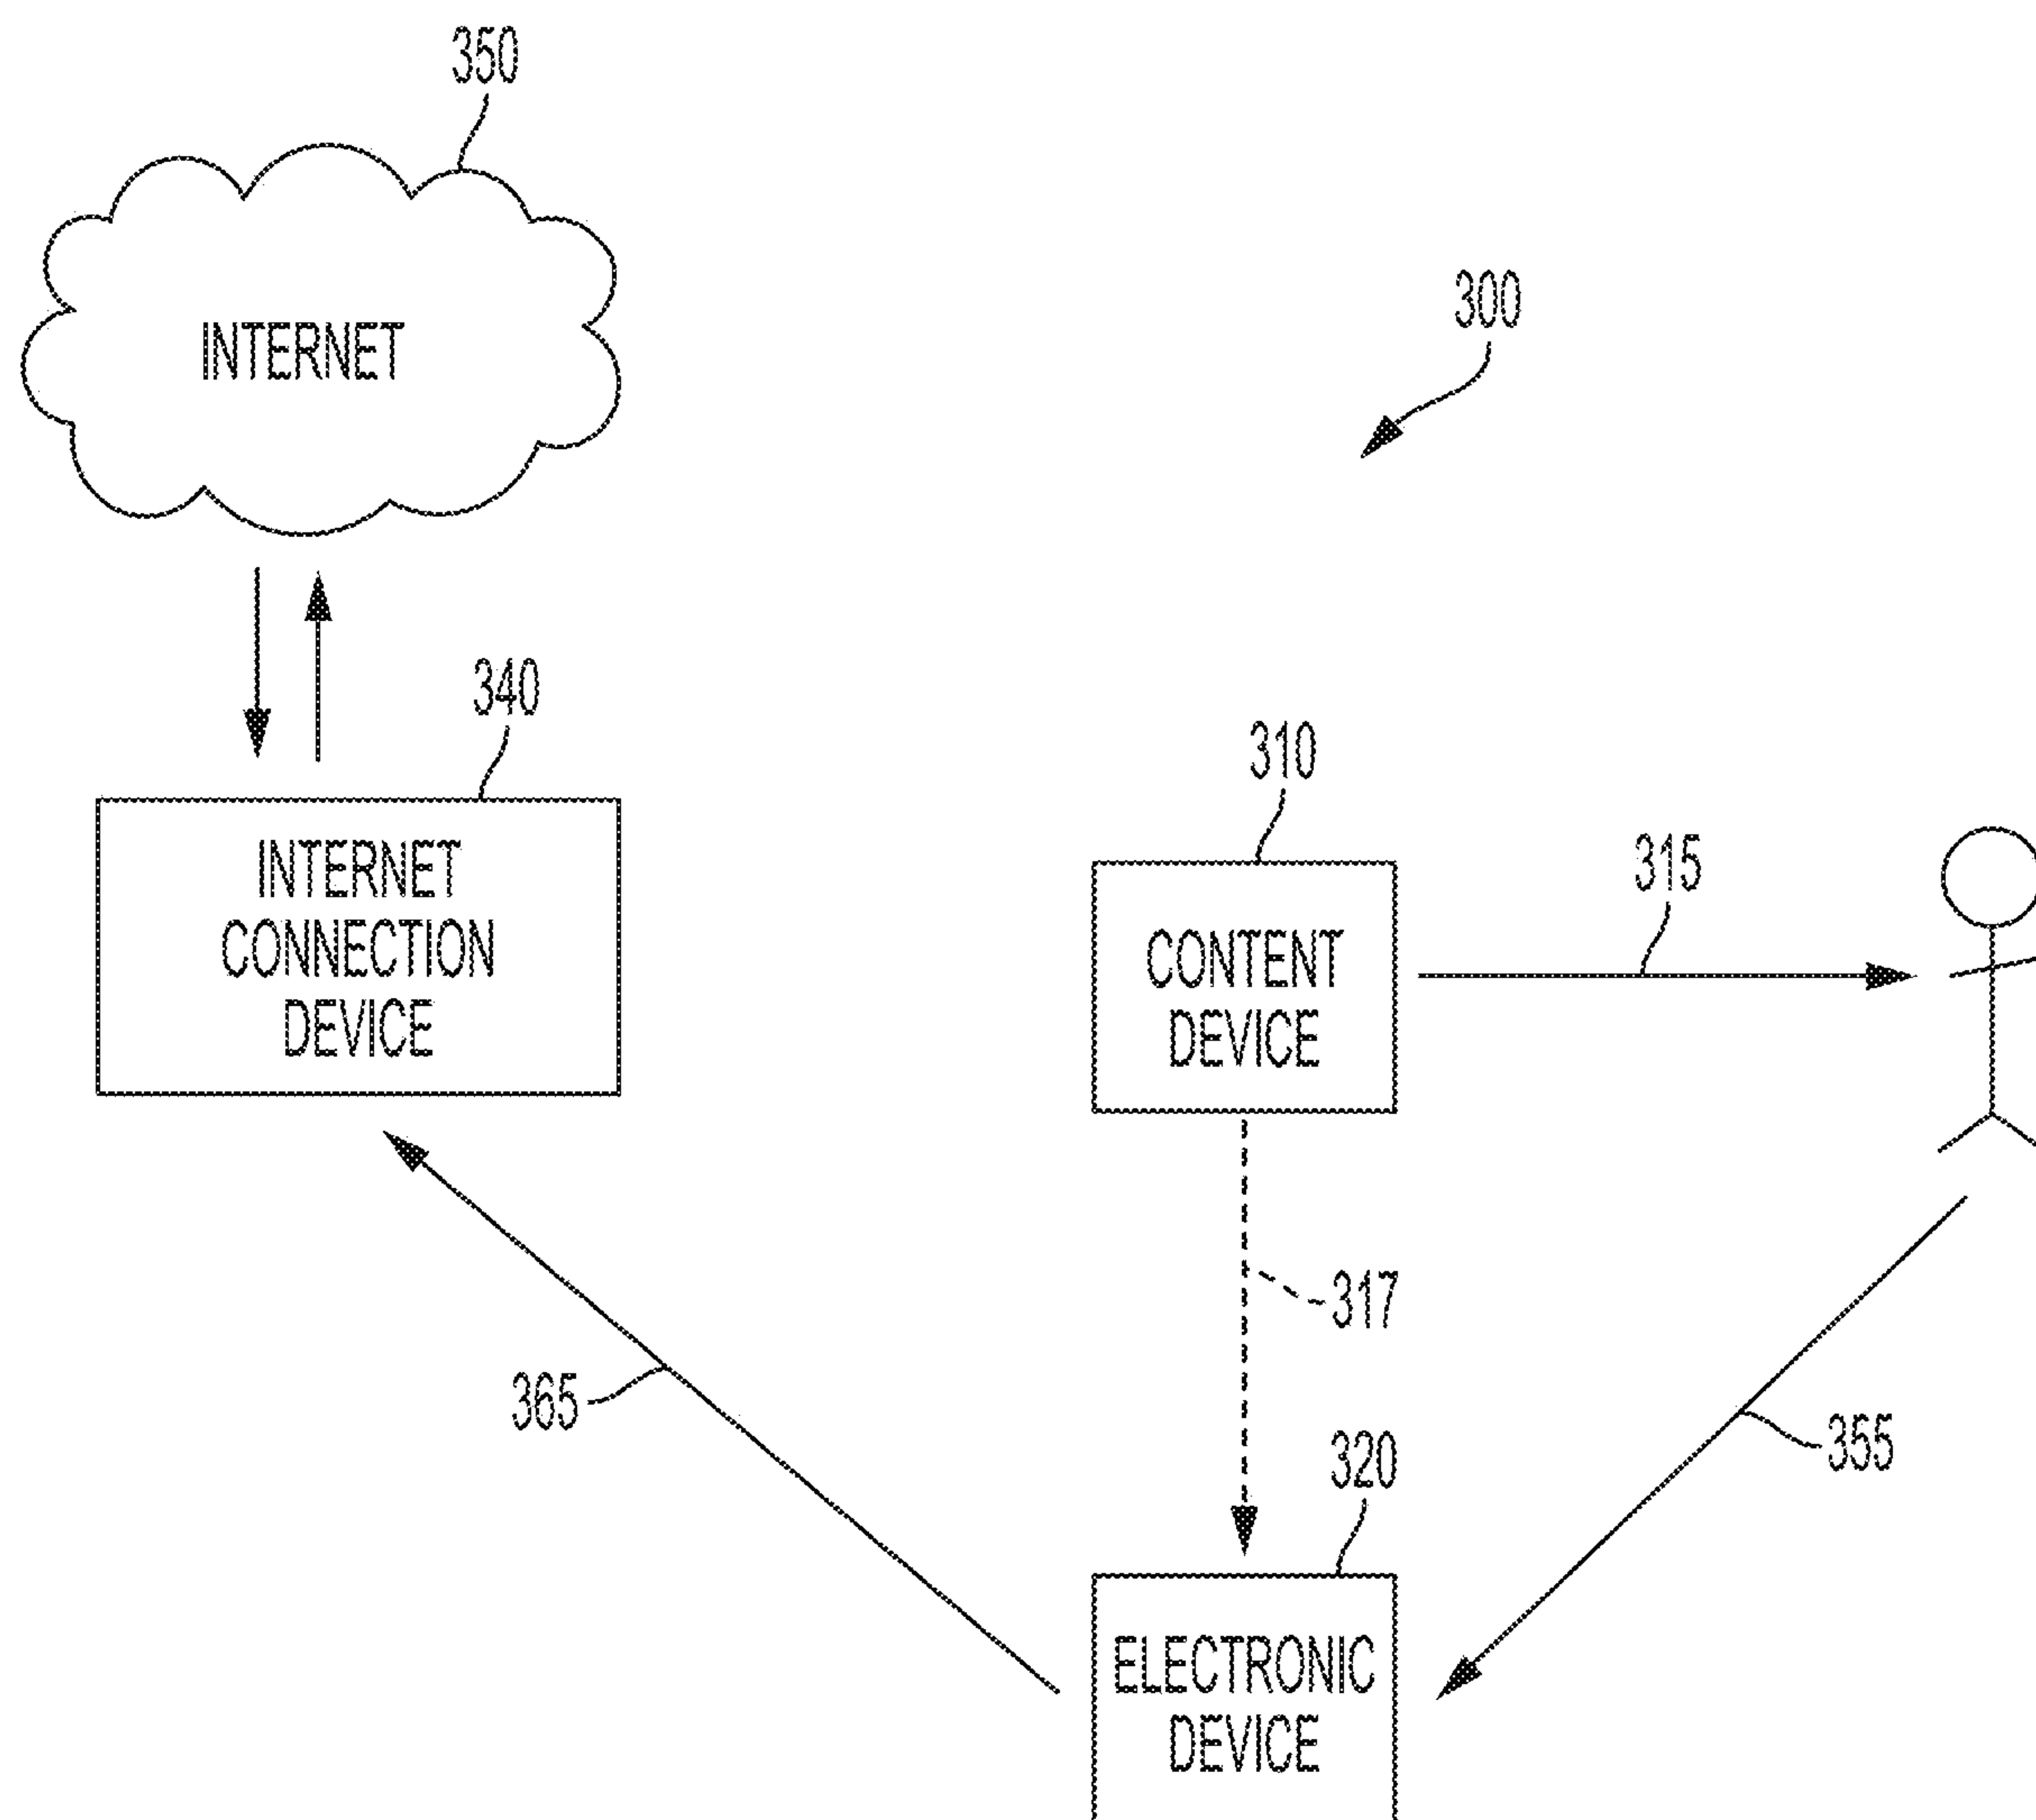 350
INTERNET
300
340
INTERNET
CONNECTION
DEVICE
310
CONTENT
DEVICE
315
317
365
355
320
ELECTRONIC
DEVICE